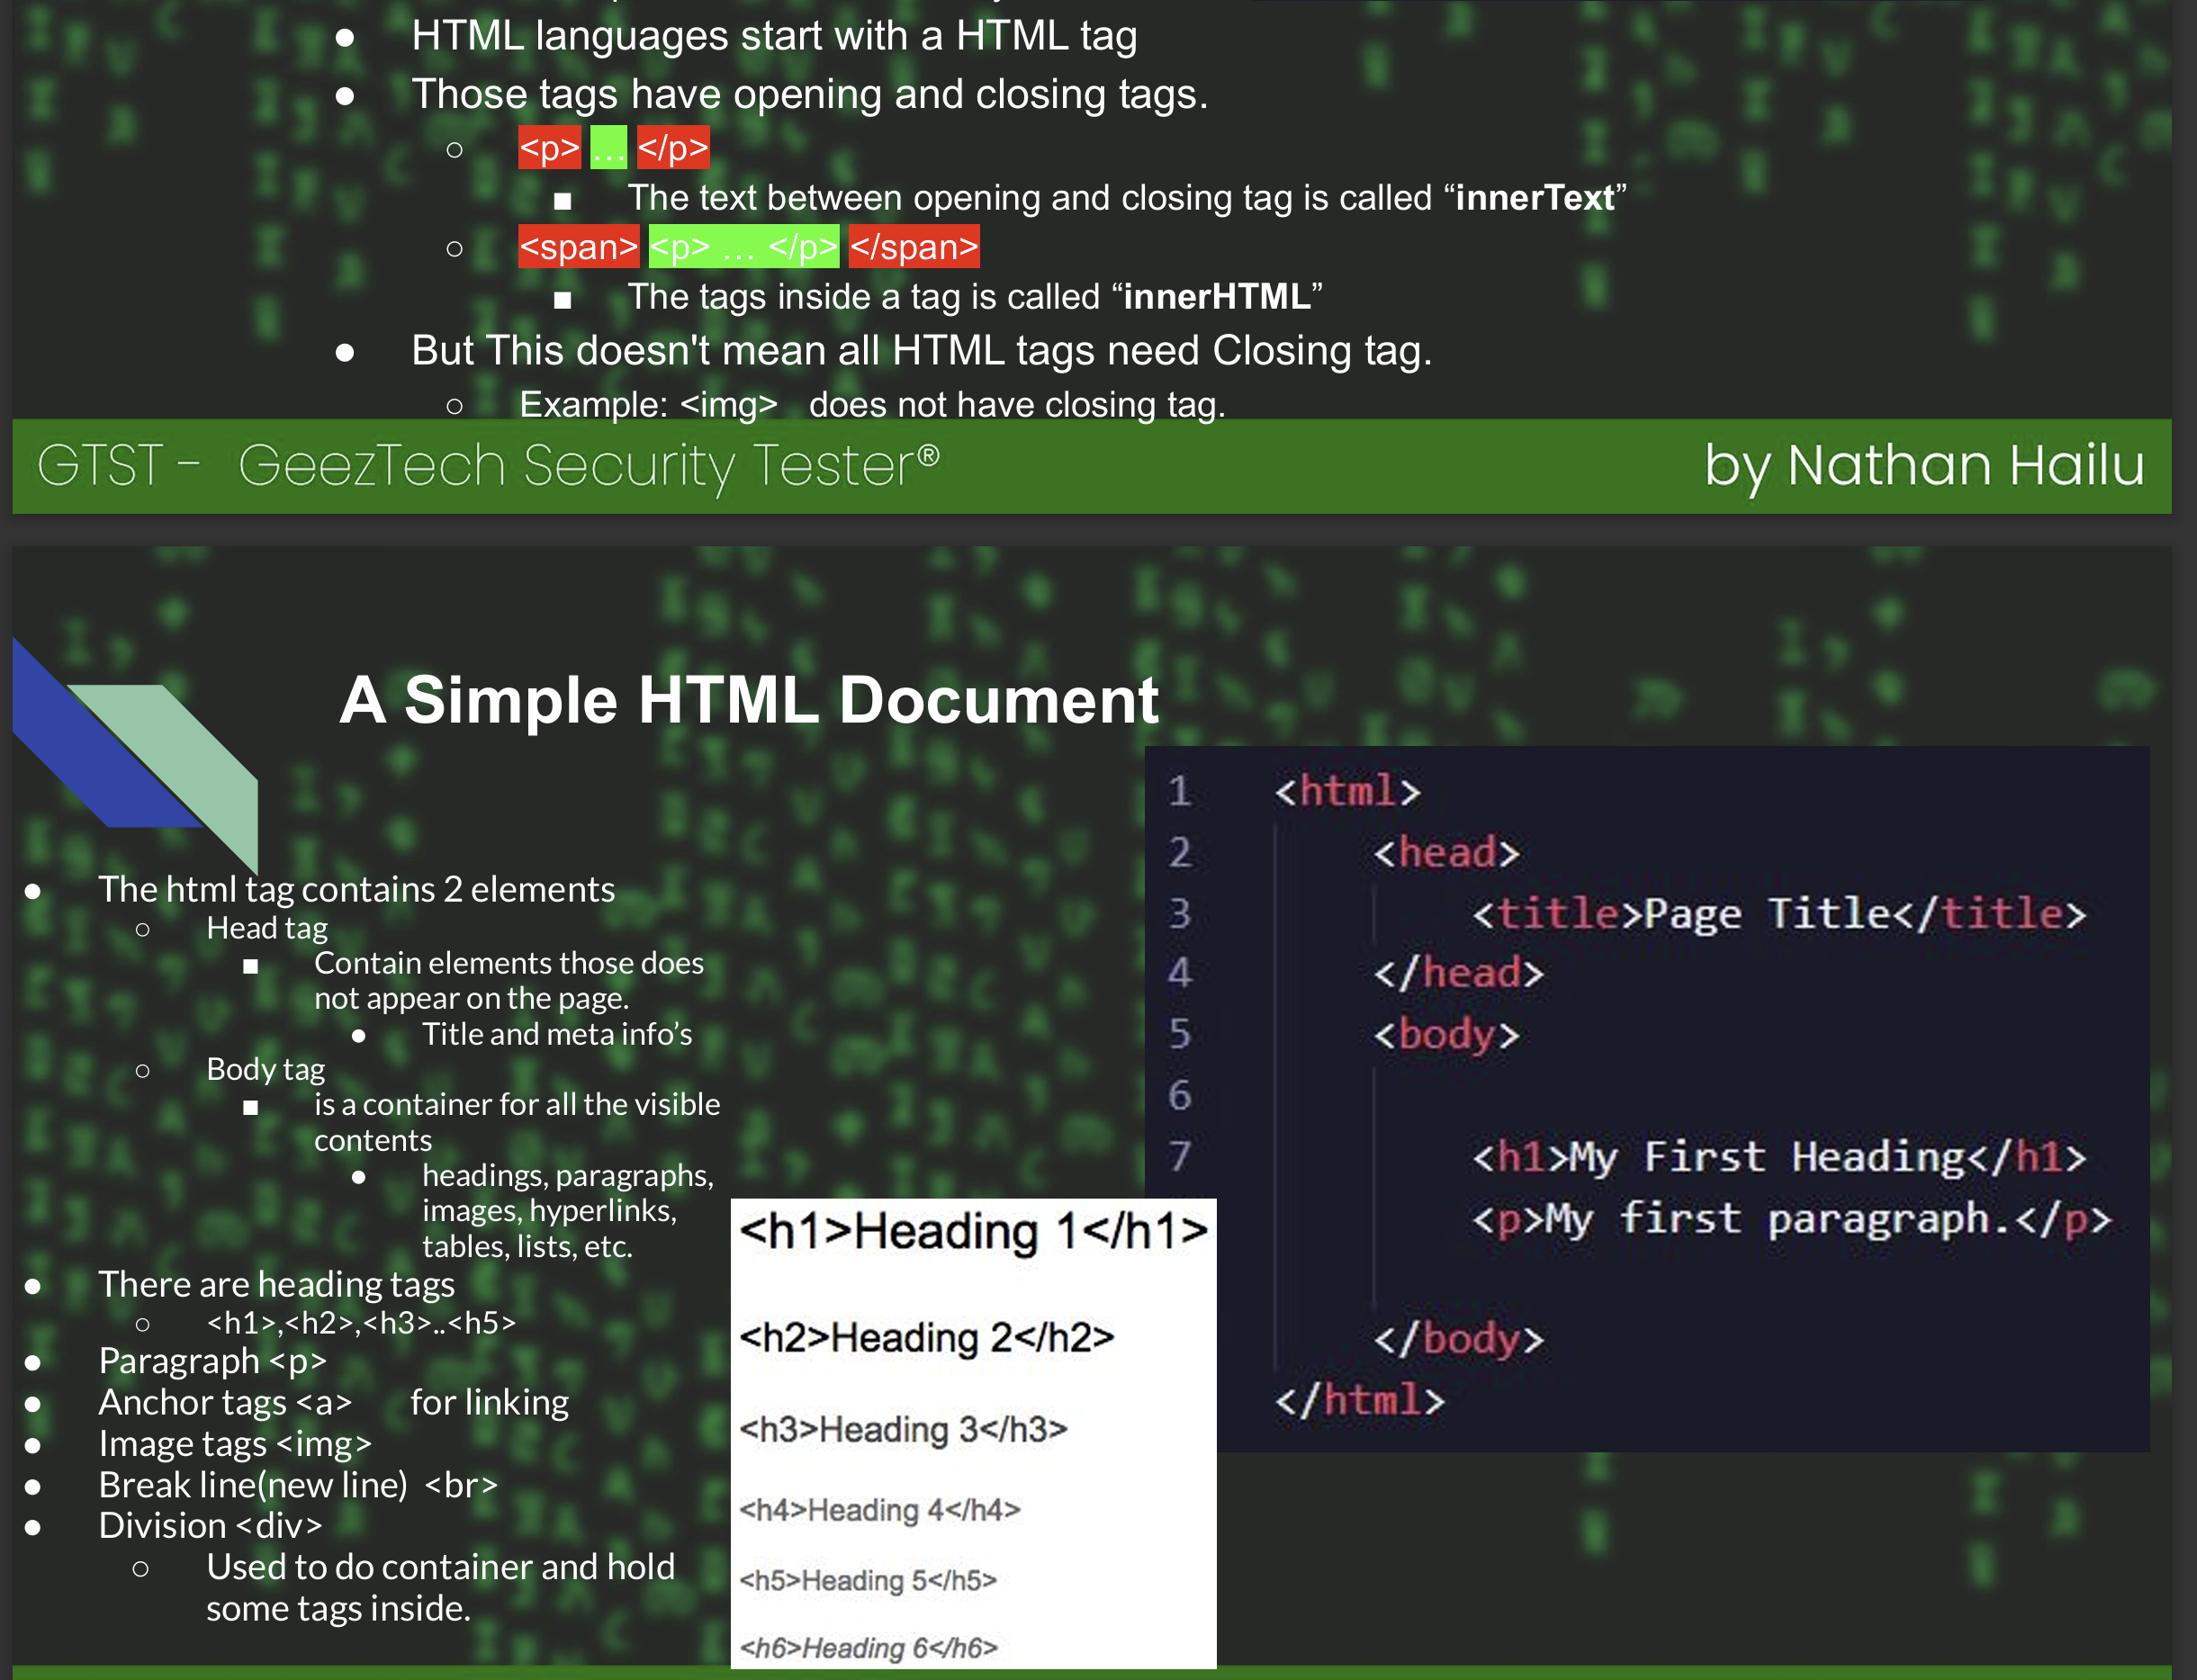 ● HTML languages start with a HTML tag
● Those tags have opening and closing tags.
○ <p> … </p>
■ The text between opening and closing tag is called “innerText”
○ <span> <p> … </p> </span>
■ The tags inside a tag is called “innerHTML”
● But This doesn't mean all HTML tags need Closing tag.
○ Example: <img> does not have closing tag.
GTST - GeezTech Security Tester®
by Nathan Hailu
A Simple HTML Document
● The html tag contains 2 elements
○ Head tag
■ Contain elements those does
not appear on the page.
● Title and meta info’s
○ Body tag
■ is a container for all the visible
contents
● headings, paragraphs,
images, hyperlinks,
tables, lists, etc.
● There are heading tags
○ <h1>,<h2>,<h3>..<h5>
● Paragraph <p>
● Anchor tags <a> for linking
● Image tags <img>
● Break line(new line) <br>
● Division <div>
○ Used to do container and hold
some tags inside.
<h1>Heading 1</h1>
<h2>Heading 2</h2>
<h3>Heading 3</h3>
<h4>Heading 4</h4>
<h5>Heading 5</h5>
<h6>Heading 6</h6>
1 <html>
2 <head>
3 <title>Page Title</title>
4 </head>
5 <body>
6
7 <h1>My First Heading</h1>
<p>My first paragraph.</p>
</body>
</html>